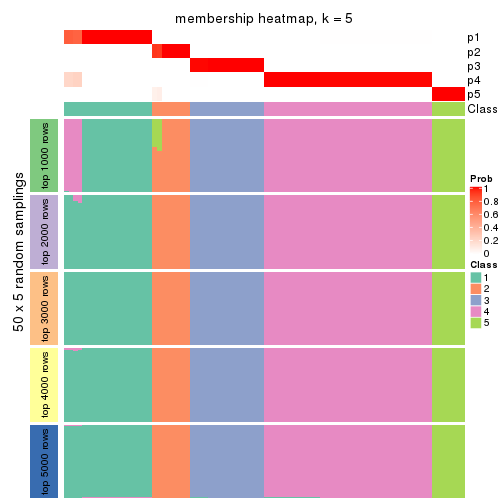 membership heatmap, k = 5
p1
p2
p3
p4
p5
Class
50 x 5 random samplings
top 1000 rows
top 2000 rows
top 3000 rows
top 4000 rows
top 5000 rows
Prob
1
0.8
0.6
0.4
0.2
0
Class
1
2
3
4
5